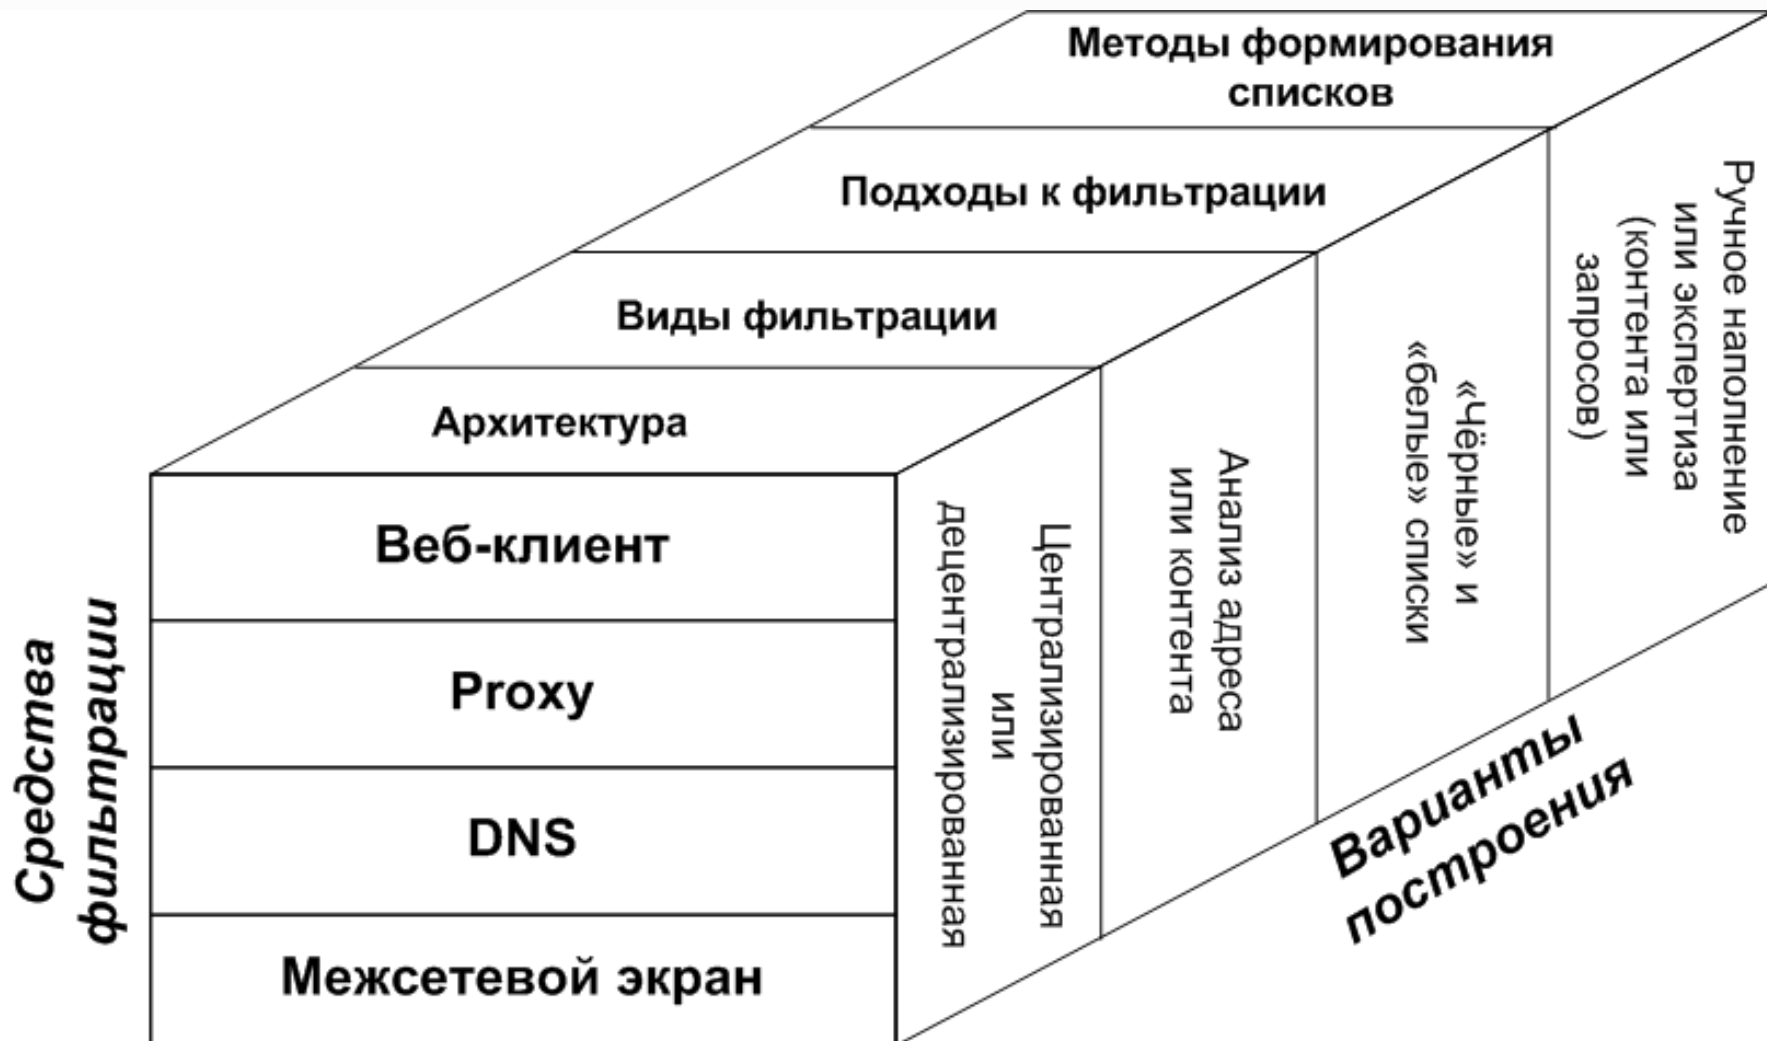 Методы формирования
списков
Подходы к фильтрации
Виды фильтрации
Архитектура
Веб-клиент
Proxy
DNS
Межсетевой экран
Средства
фильтрации
Централизированная
или
децентрализированная
Анализ адреса
или контента
«Чёрные» и
«белые» списки
Ручное наполнение
или экспертиза
(контента или
запросов)
Варианты
построения